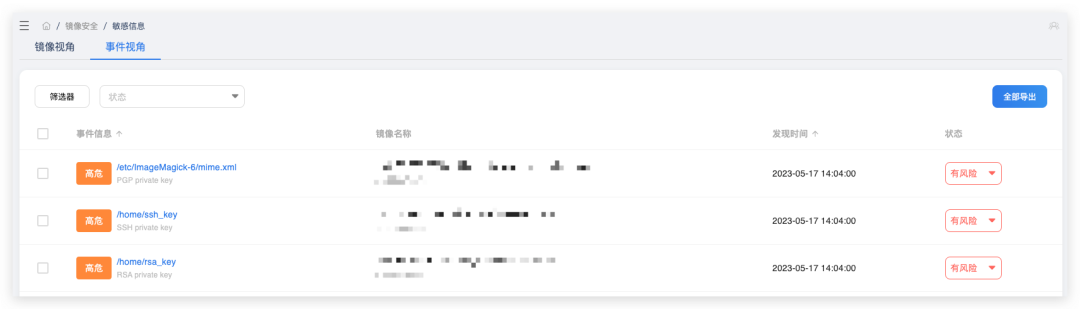 / 镜像安全 / 敏感信息
镜像视角 事件视角
筛选器 状态 全部导出
事件信息 镜像名称 发现时间 状态
高危 /etc/ImageMagick-6/mime.xml 2023-05-17 14:04:00 有风险
PGP private key
高危 /home/ssh_key 2023-05-17 14:04:00 有风险
SSH private key
高危 /home/rsa_key 2023-05-17 14:04:00 有风险
RSA private key